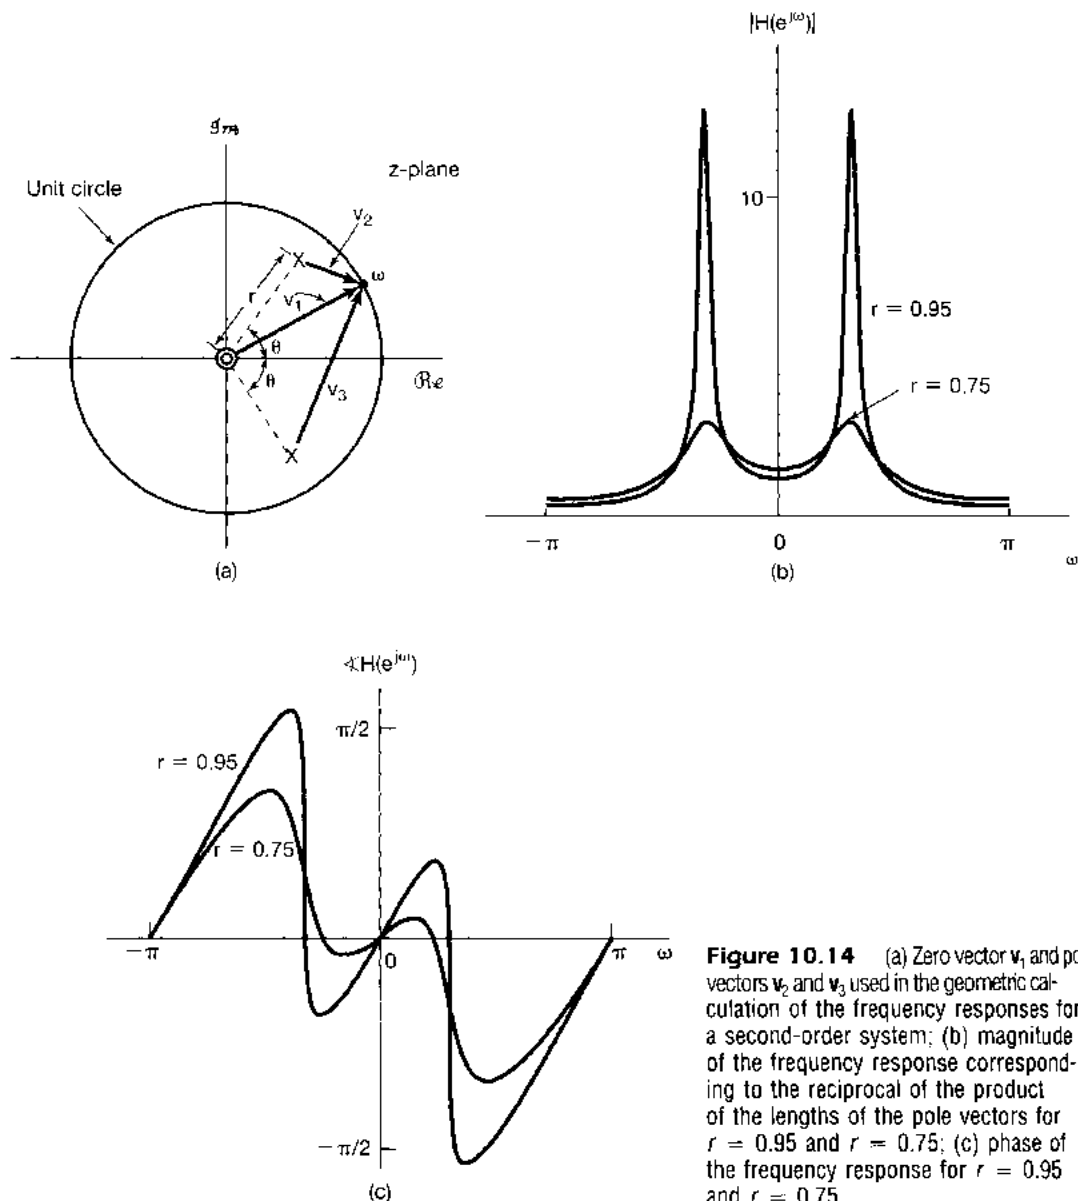 |H(e^{jω})|
ℐm
z-plane
Unit circle
v₂
X
ω
r
v₁
10
θ
θ
r = 0.95
ℛe
r = 0.75
v₃
X
−π
0
π
ω
(a)
(b)
∢H(e^{jω})
π/2
r = 0.95
r = 0.75
−π
0
π
ω
−π/2
(c)
Figure 10.14 (a) Zero vector v₁ and
vectors v₂ and v₃ used in the geometric cal-
culation of the frequency responses for
a second-order system; (b) magnitude
of the frequency response correspond-
ing to the reciprocal of the product
of the lengths of the pole vectors for
r = 0.95 and r = 0.75; (c) phase of
the frequency response for r = 0.95
and r = 0.75